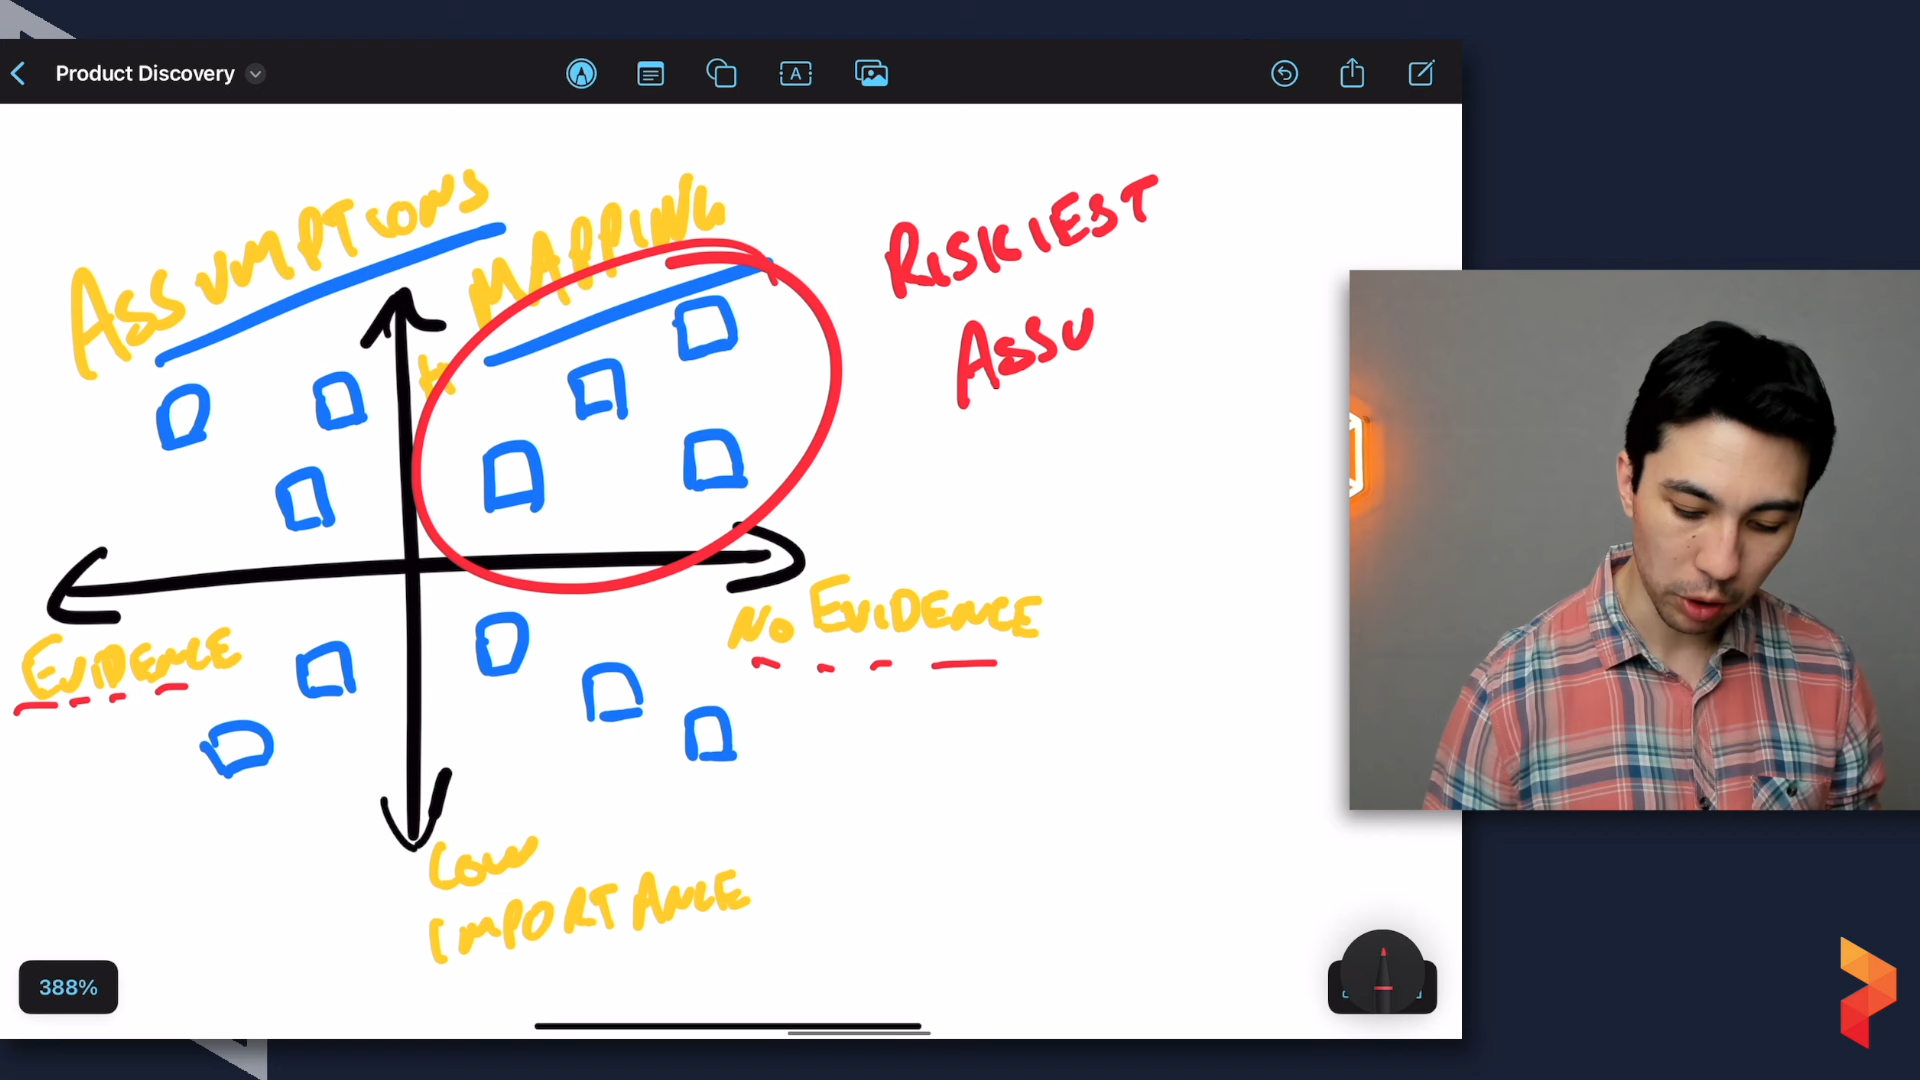 Product Discovery
ASSUMPTIONS
MAPPING
RISKIEST
ASSU
EVIDENCE
NO EVIDENCE
LOW
IMPORTANCE
388%